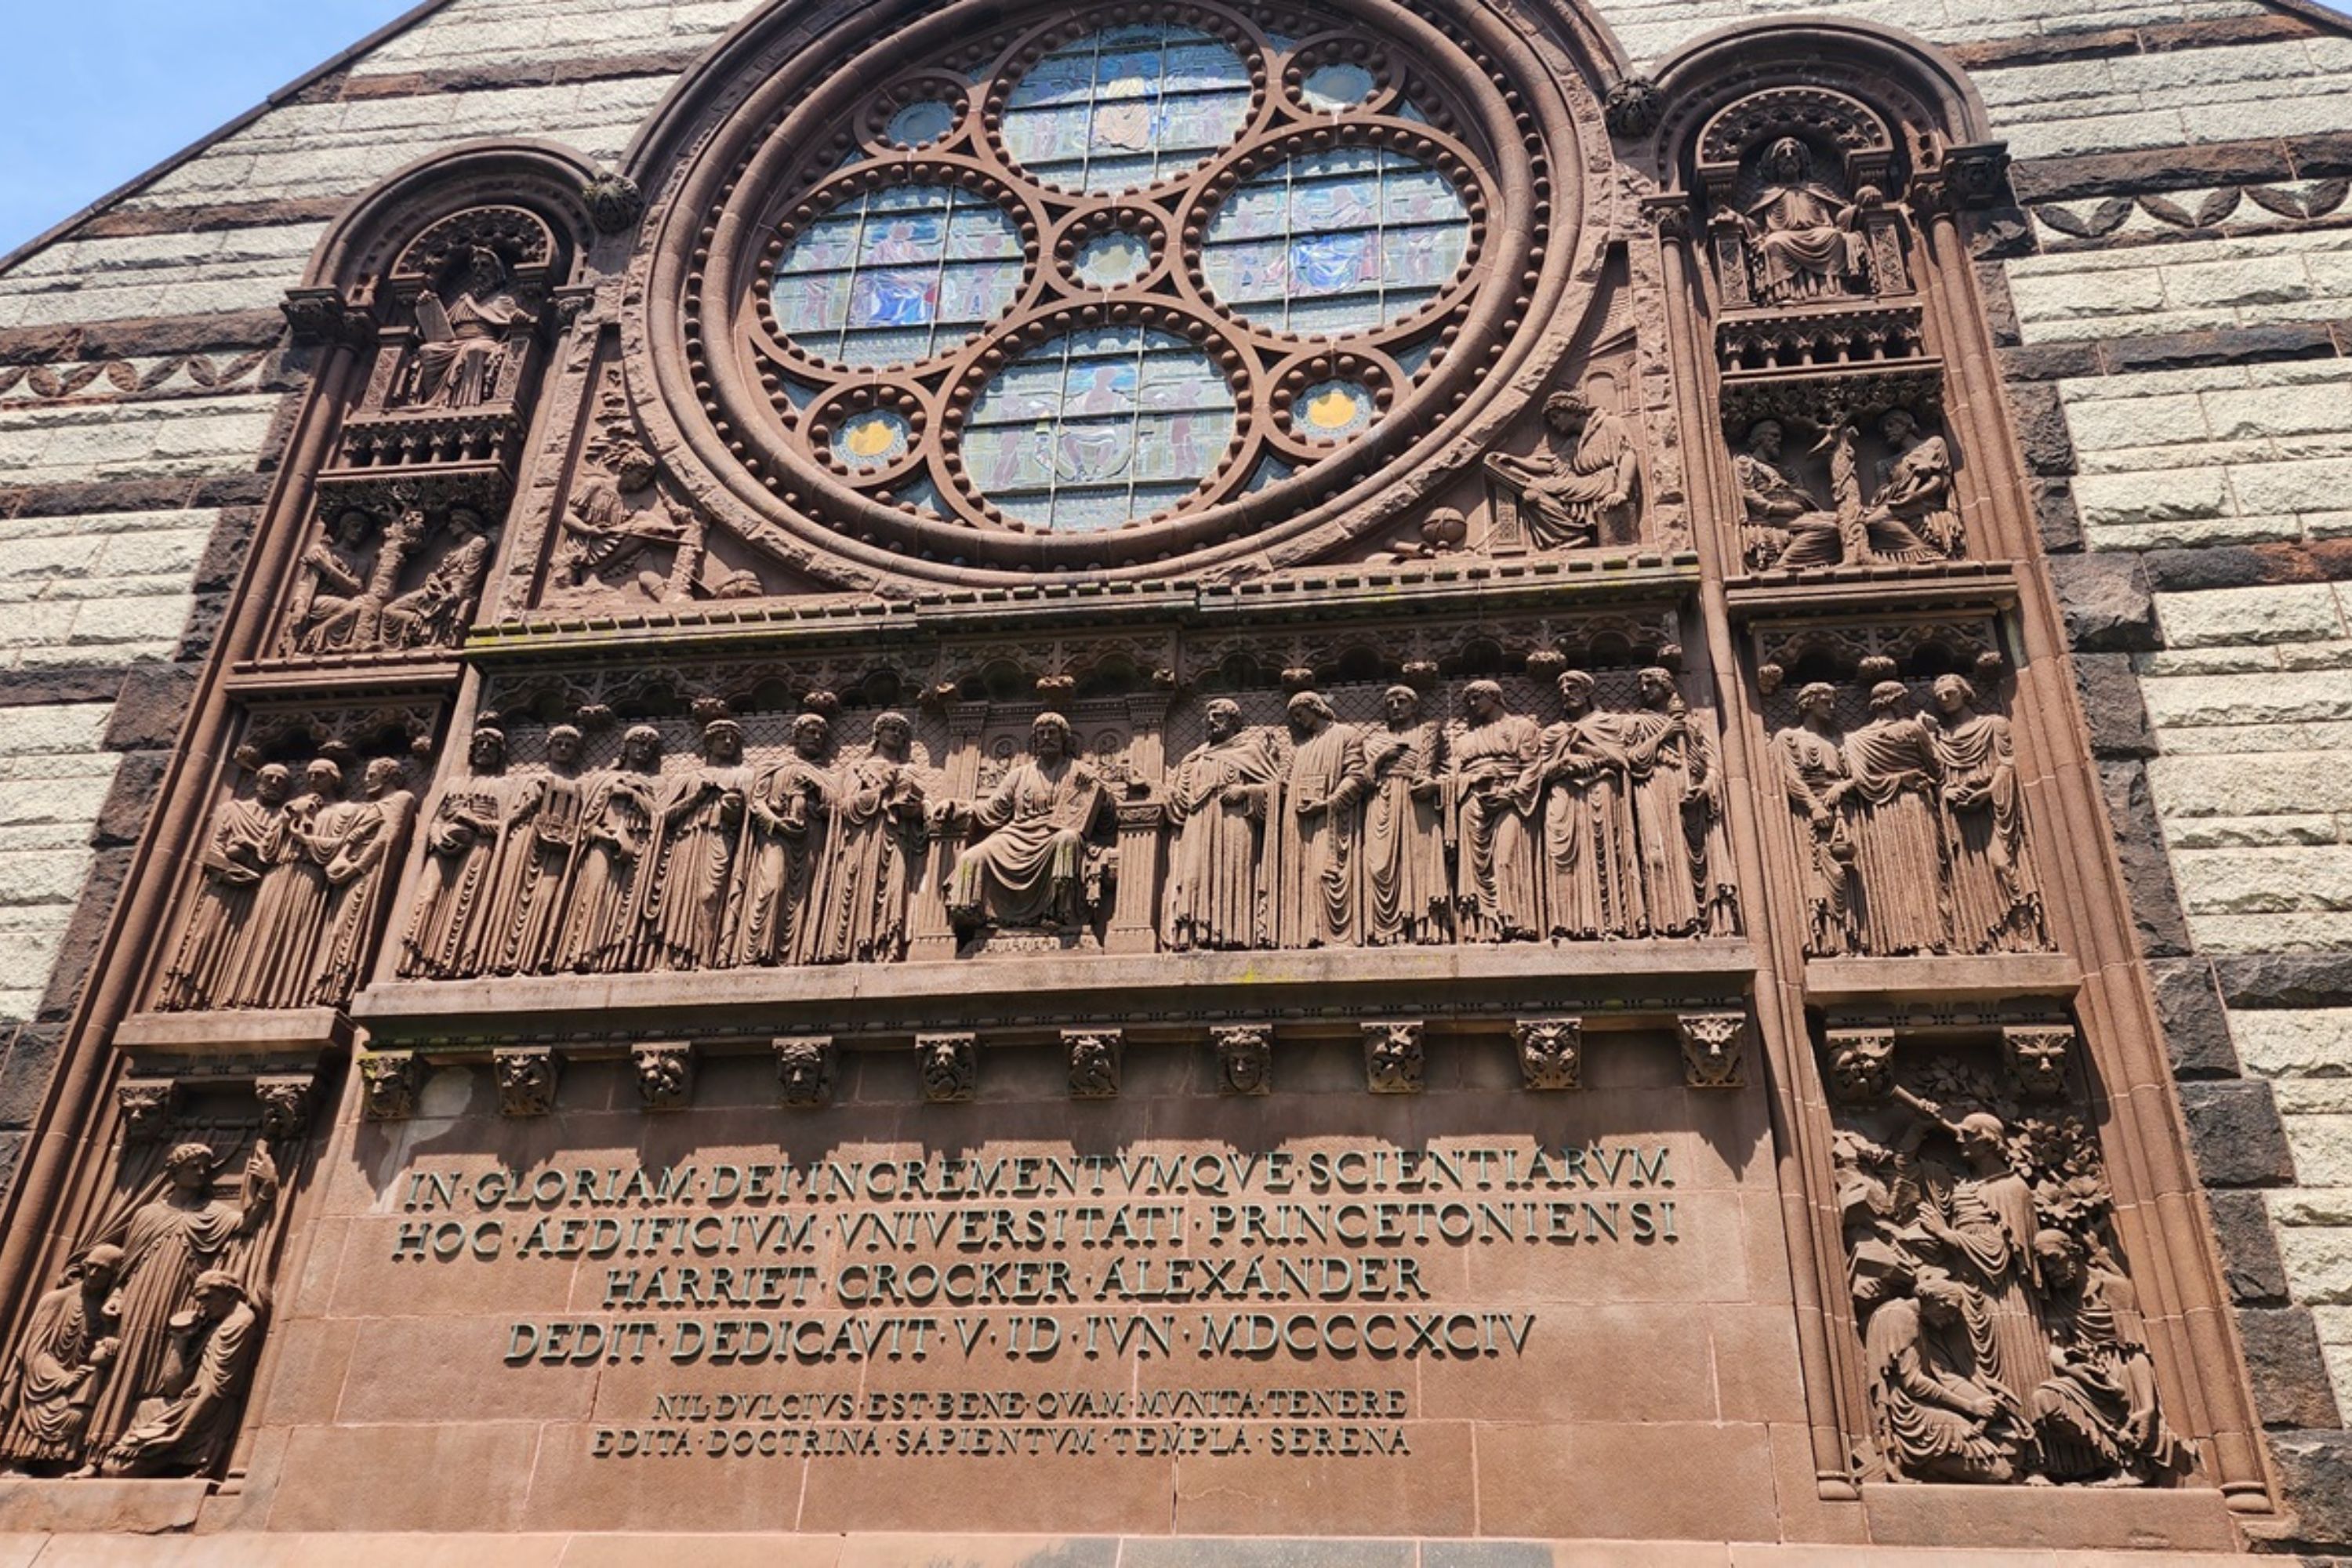 IN·GLORIAM·DEI·INCREMENTVMQVE·SCIENTIARVM
HOC·AEDIFICIVM·VNIVERSITATI·PRINCETONIENSI
HARRIET·CROCKER·ALEXANDER
DEDIT·DEDICAVIT·V·ID·IVN·MDCCCXCIV
NIL·DVLCIVS·EST·BENE·QVAM·MVNITA·TENERE
EDITA·DOCTRINA·SAPIENTVM·TEMPLA·SERENA